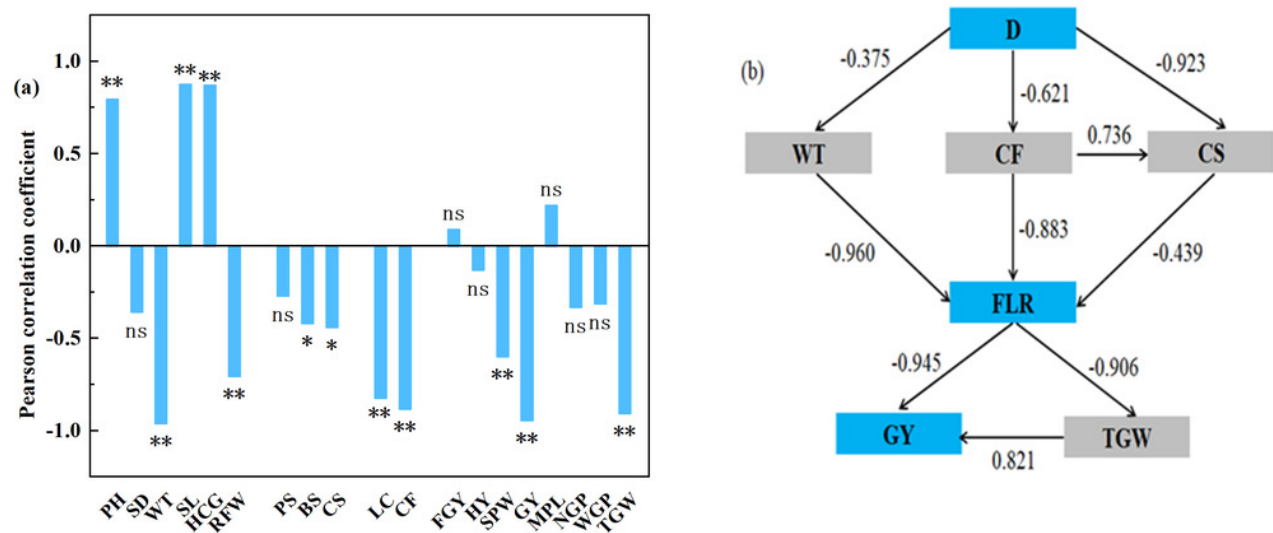 (a)
Pearson correlation coefficient
1.0
0.5
0.0
-0.5
-1.0
**
ns
**
**
**
**
ns
*
*
**
**
ns
ns
**
**
ns
ns
ns
**
PH
SD
WT
SL
HCG
RFW
PS
BS
CS
LC
CF
FGY
HY
SPW
GY
MPL
NGP
WGP
TGW
(b)
D
-0.375
-0.621
-0.923
WT
CF
0.736
CS
-0.960
-0.883
-0.439
FLR
-0.945
-0.906
GY
0.821
TGW